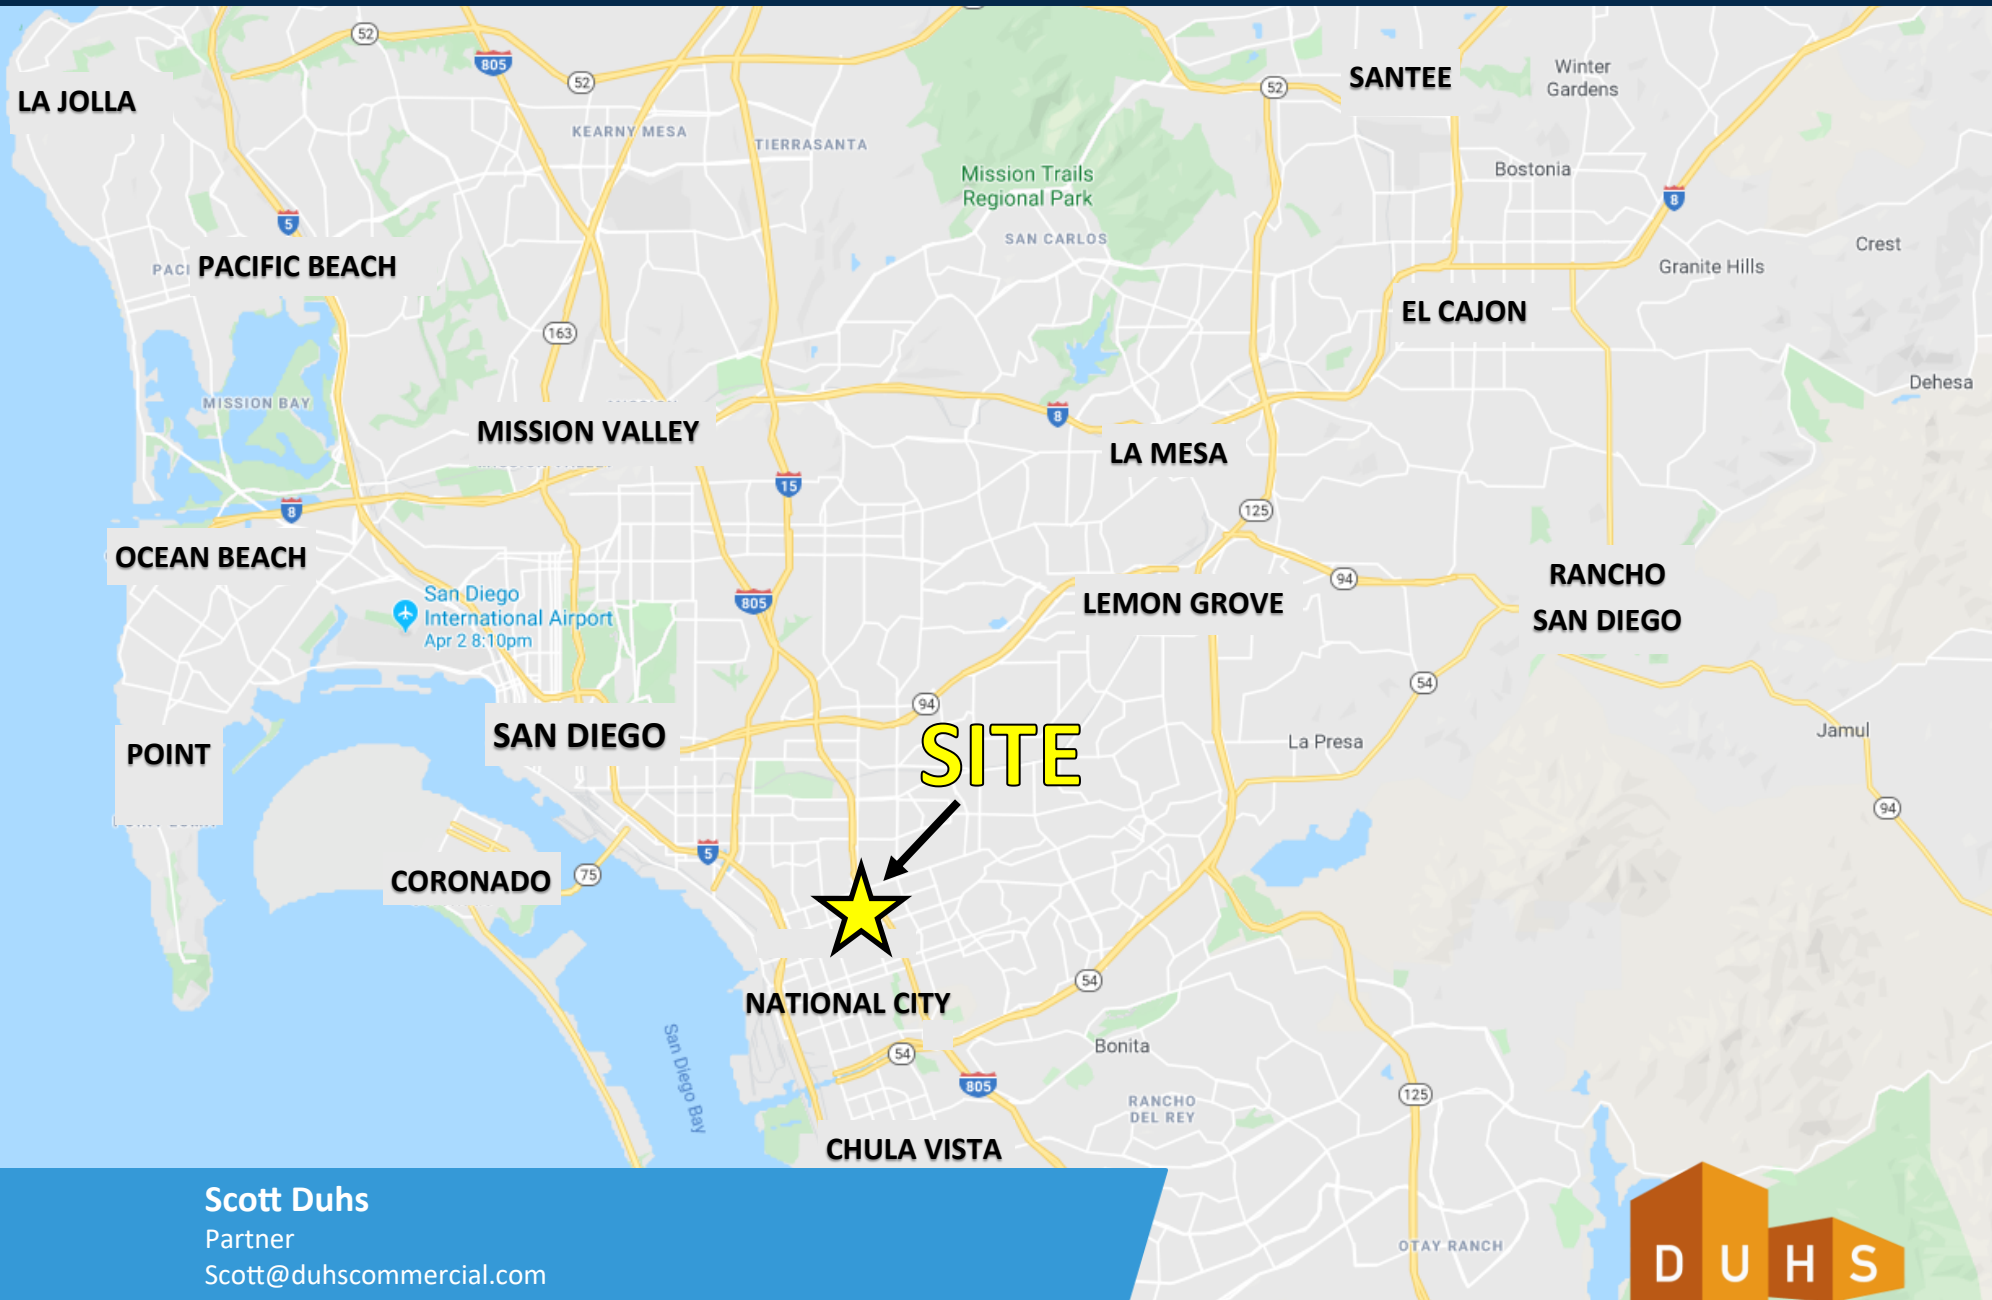 52
805
52
52
SANTEE
Winter
Gardens
LA JOLLA
KEARNY MESA
TIERRASANTA
Mission Trails
Regional Park
Bostonia
8
5
SAN CARLOS
Crest
PACI
PACIFIC BEACH
Granite Hills
EL CAJON
163
Dehesa
MISSION BAY
8
MISSION VALLEY
LA MESA
15
8
125
OCEAN BEACH
San Diego
International Airport
Apr 2 8:10pm
805
LEMON GROVE
94
RANCHO
SAN DIEGO
54
94
SAN DIEGO
SITE
La Presa
Jamul
POINT
94
5
CORONADO
75
54
NATIONAL CITY
San Diego Bay
54
Bonita
805
125
RANCHO
DEL REY
CHULA VISTA
OTAY RANCH
Scott Duhs
Partner
Scott@duhscommercial.com
DUHS